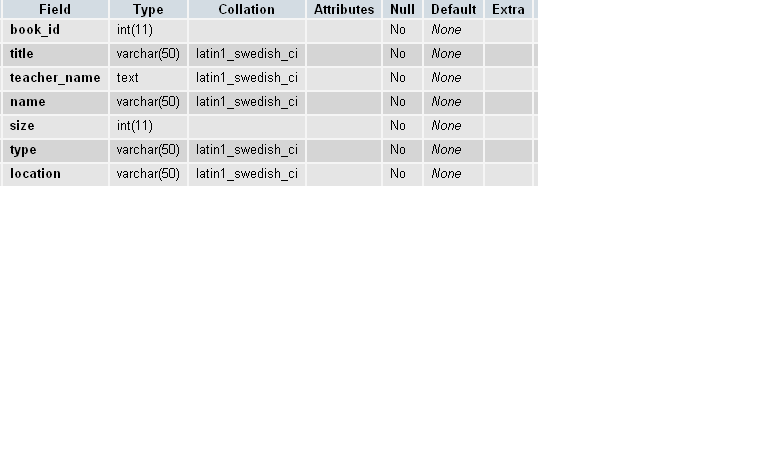 Field Type Collation Attributes Null Default Extra
book_id int(11) No None
title varchar(50) latin1_swedish_ci No None
teacher_name text latin1_swedish_ci No None
name varchar(50) latin1_swedish_ci No None
size int(11) No None
type varchar(50) latin1_swedish_ci No None
location varchar(50) latin1_swedish_ci No None